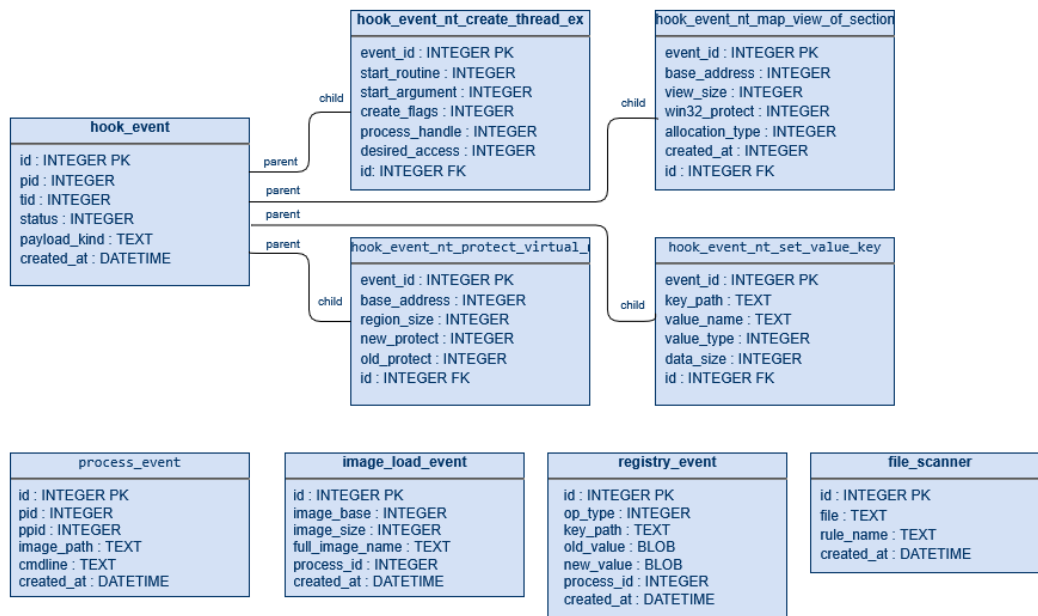 hook_event
id : INTEGER PK
pid : INTEGER
tid : INTEGER
status : INTEGER
payload_kind : TEXT
created_at : DATETIME
parent
parent
parent
parent
child
child
child
child
hook_event_nt_create_thread_ex
event_id : INTEGER PK
start_routine : INTEGER
start_argument : INTEGER
create_flags : INTEGER
process_handle : INTEGER
desired_access : INTEGER
id: INTEGER FK
hook_event_nt_map_view_of_section
event_id : INTEGER PK
base_address : INTEGER
view_size : INTEGER
win32_protect : INTEGER
allocation_type : INTEGER
created_at : INTEGER
id : INTEGER FK
hook_event_nt_protect_virtual_
event_id : INTEGER PK
base_address : INTEGER
region_size : INTEGER
new_protect : INTEGER
old_protect : INTEGER
id : INTEGER FK
hook_event_nt_set_value_key
event_id : INTEGER PK
key_path : TEXT
value_name : TEXT
value_type : INTEGER
data_size : INTEGER
id : INTEGER FK
process_event
id : INTEGER PK
pid : INTEGER
ppid : INTEGER
image_path : TEXT
cmdline : TEXT
created_at : DATETIME
image_load_event
id : INTEGER PK
image_base : INTEGER
image_size : INTEGER
full_image_name : TEXT
process_id : INTEGER
created_at : DATETIME
registry_event
id : INTEGER PK
op_type : INTEGER
key_path : TEXT
old_value : BLOB
new_value : BLOB
process_id : INTEGER
created_at : DATETIME
file_scanner
id : INTEGER PK
file : TEXT
rule_name : TEXT
created_at : DATETIME